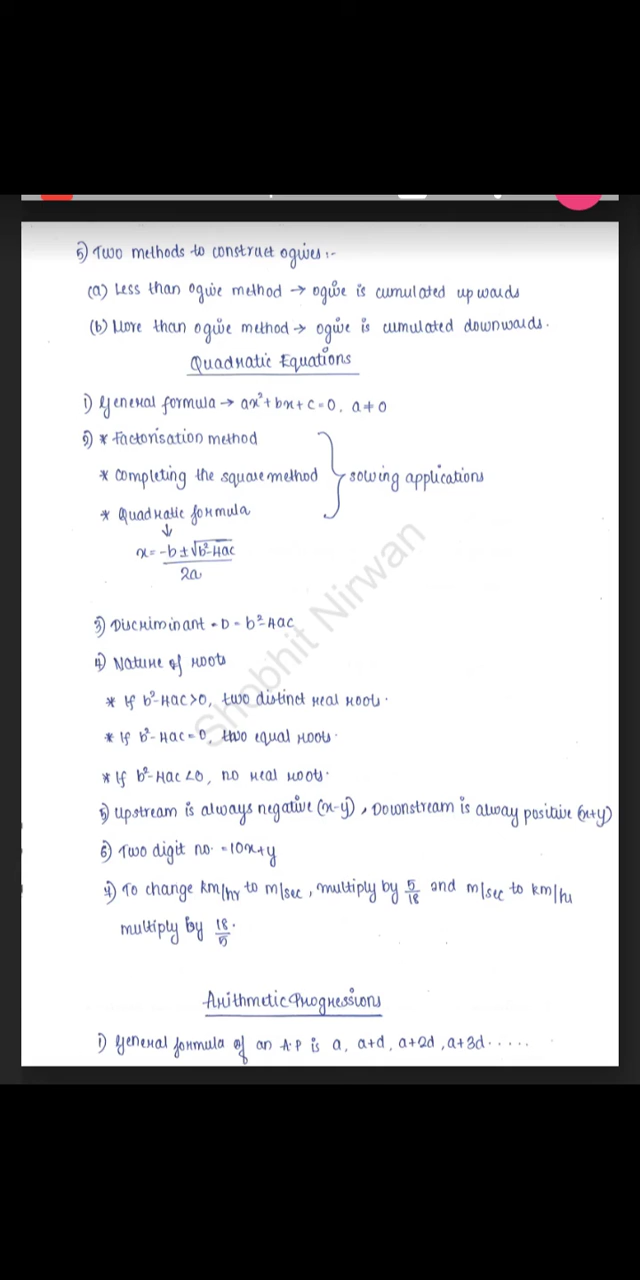 5) Two methods to construct ogives:-
(a) Less than ogive method → ogive is cumulated upwards
(b) More than ogive method → ogive is cumulated downwards.
Quadratic Equations
1) General formula → ax²+bx+c=0, a≠0
2) * Factorisation method
* Completing the square method } solving applications
* Quadratic formula
↓
x = -b±√b²-4ac
2a
3) Discriminant = D = b²-4ac
4) Nature of roots
* If b²-4ac>0, two distinct real roots.
* If b²-4ac=0, two equal roots.
* If b²-4ac<0, no real roots.
5) Upstream is always negative (x-y), Downstream is alway positive (x+y)
6) Two digit no. = 10x+y
7) To change km/hr to m/sec, multiply by 5/18 and m/sec to km/hr
multiply by 18/5.
Arithmetic Progressions
1) General formula of an A.P is a, a+d, a+2d, a+3d.....
Shobhit Nirwan